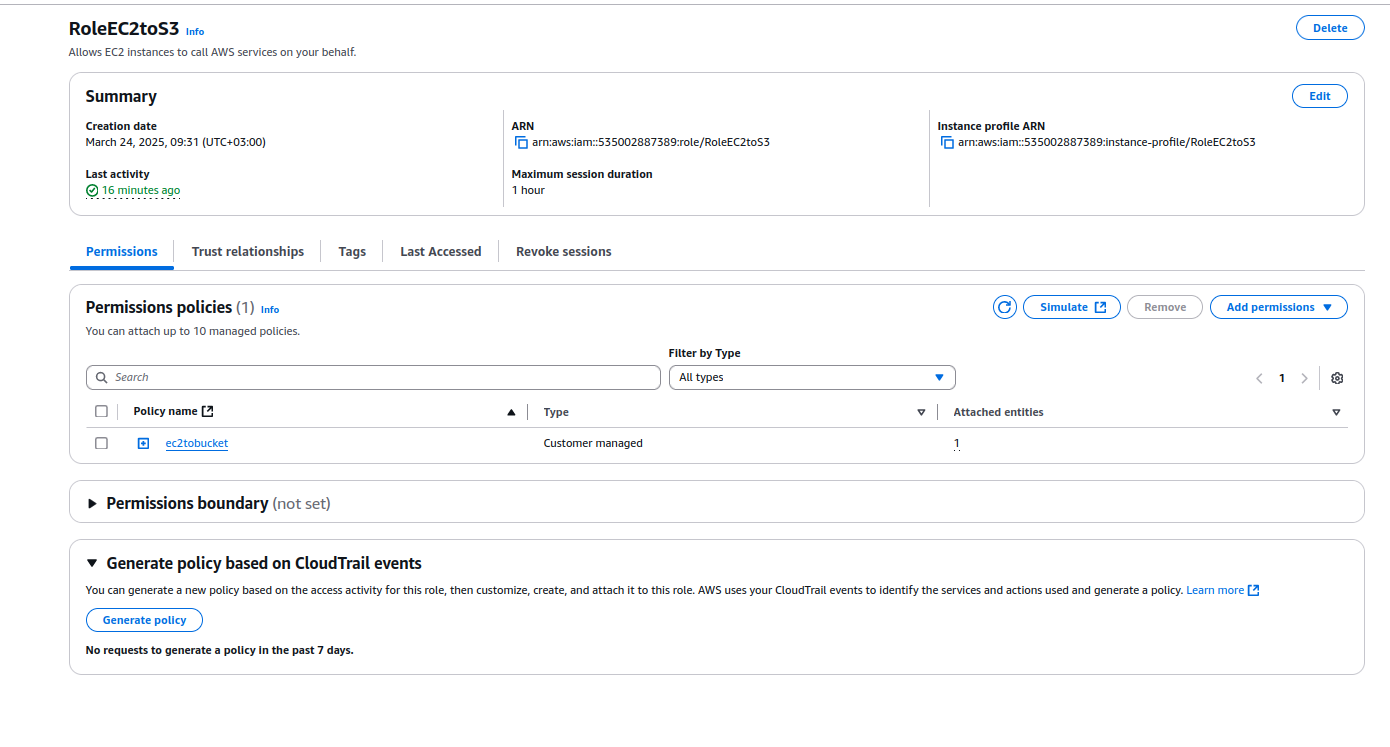 RoleEC2toS3 Info
Delete
Allows EC2 instances to call AWS services on your behalf.
Summary
Edit
Creation date
March 24, 2025, 09:31 (UTC+03:00)
ARN
arn:aws:iam::535002887389:role/RoleEC2toS3
Instance profile ARN
arn:aws:iam::535002887389:instance-profile/RoleEC2toS3
Last activity
16 minutes ago
Maximum session duration
1 hour
Permissions
Trust relationships
Tags
Last Accessed
Revoke sessions
Permissions policies (1) Info
Simulate
Remove
Add permissions
You can attach up to 10 managed policies.
Filter by Type
Search
All types
1
Policy name
Type
Attached entities
ec2tobucket
Customer managed
1
Permissions boundary (not set)
Generate policy based on CloudTrail events
You can generate a new policy based on the access activity for this role, then customize, create, and attach it to this role. AWS uses your CloudTrail events to identify the services and actions used and generate a policy. Learn more
Generate policy
No requests to generate a policy in the past 7 days.